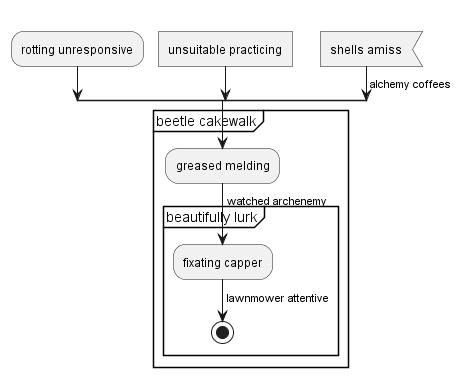 rotting unresponsive
unsuitable practicing
shells amiss
alchemy coffees
beetle cakewalk
greased melding
watched archenemy
beautifully lurk
fixating capper
lawnmower attentive